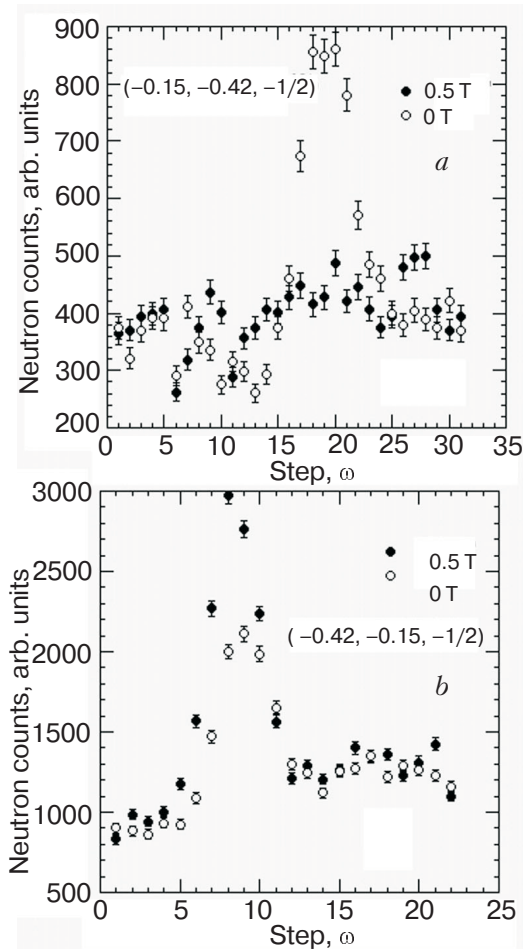 900
800
700
600
500
400
300
200
Neutron counts, arb. units
(−0.15, −0.42, −1/2)
0.5 T
0 T
a
0 5 10 15 20 25 30 35
Step, ω
3000
2500
2000
1500
1000
500
Neutron counts, arb. units
0.5 T
0 T
( −0.42, −0.15, −1/2)
b
0 5 10 15 20 25
Step, ω